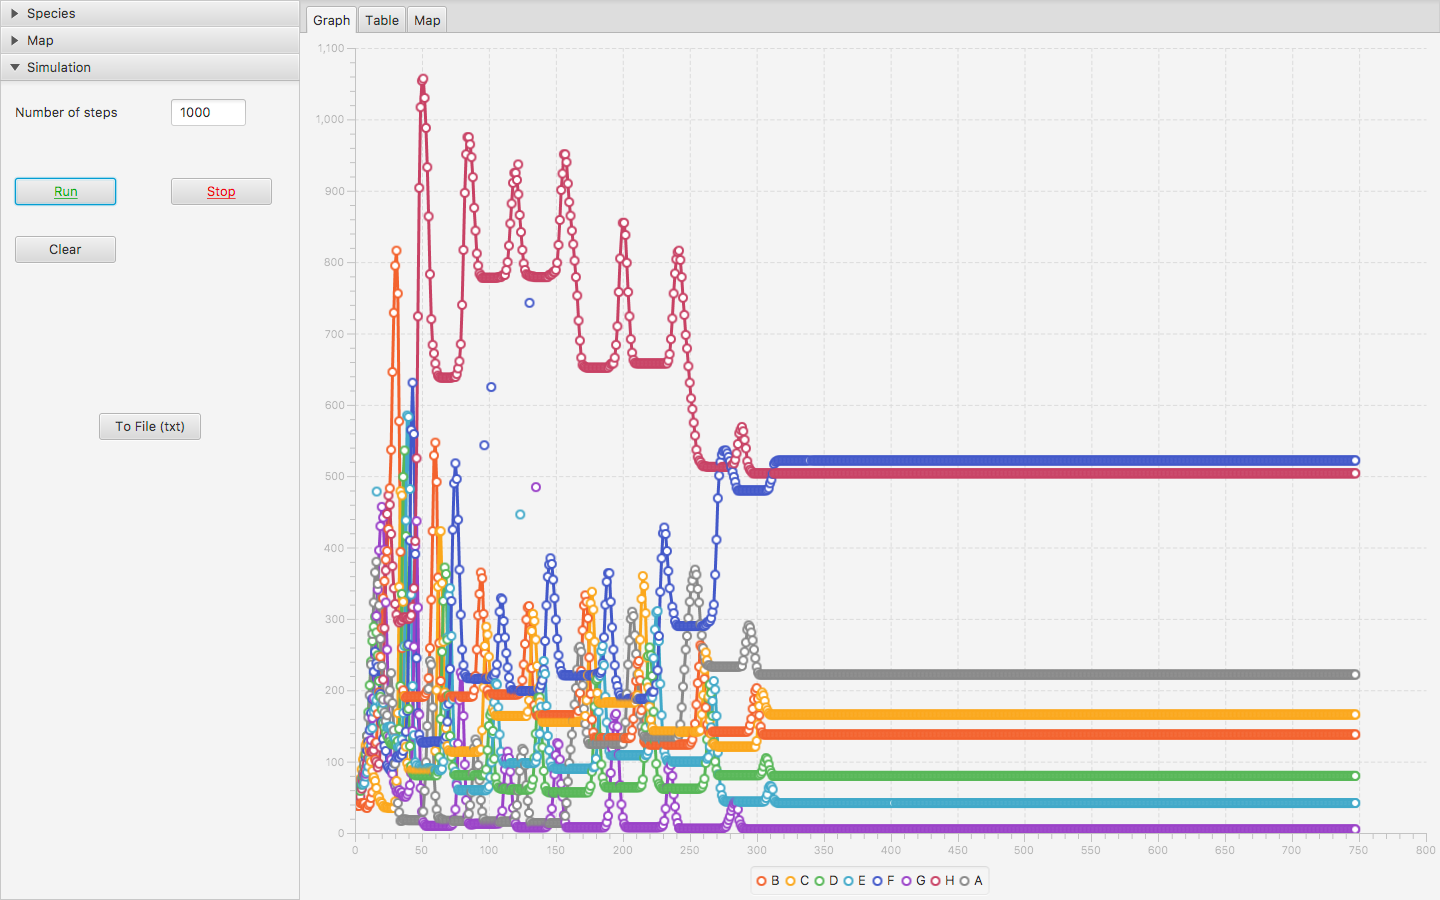 Species
Map
Simulation
Number of steps
1000
Run
Stop
Clear
To File (txt)
Graph
Table
Map
1,100
1,000
900
800
700
600
500
400
300
200
100
0
0 50 100 150 200 250 300 350 400 450 500 550 600 650 700 750 800
B C D E F G H A